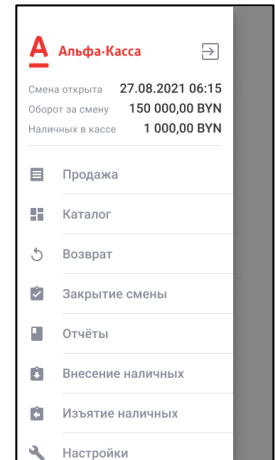 Альфа·Касса
Смена открыта 27.08.2021 06:15
Оборот за смену 150 000,00 BYN
Наличных в кассе 1 000,00 BYN
Продажа
Каталог
Возврат
Закрытие смены
Отчёты
Внесение наличных
Изъятие наличных
Настройки